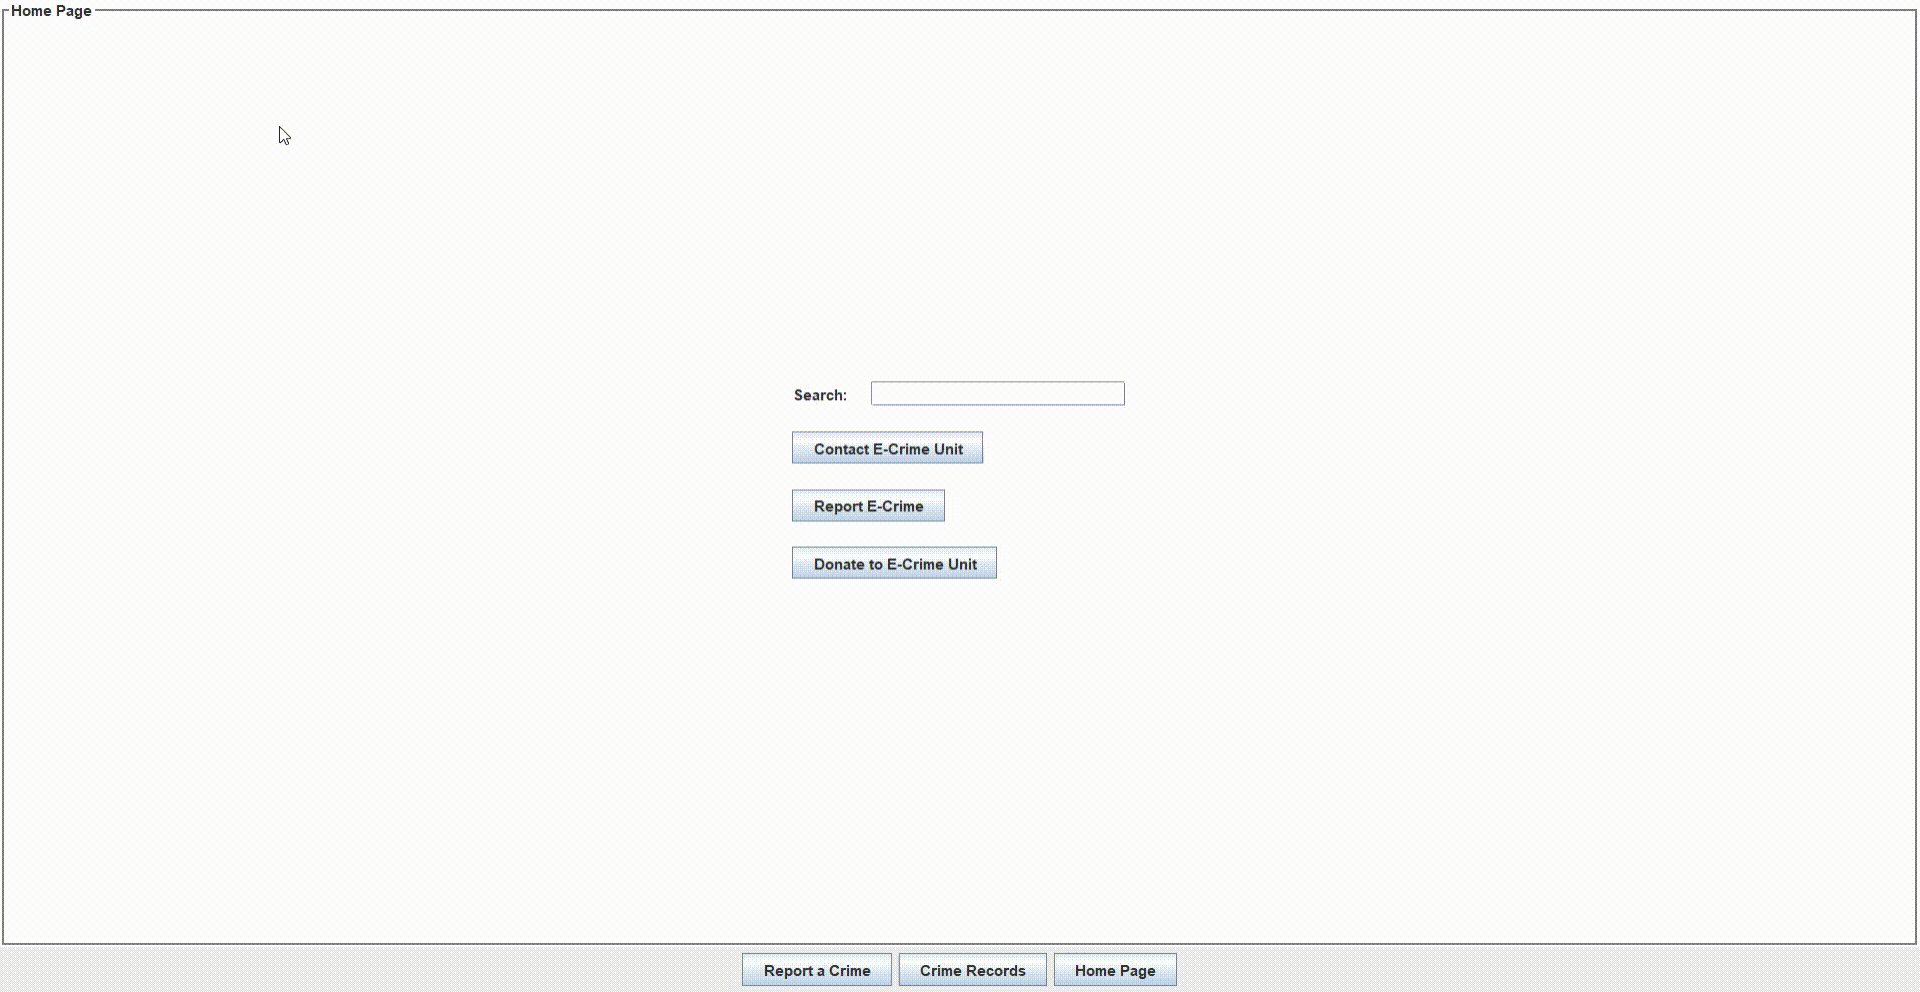 Home Page
Search:
Contact E-Crime Unit
Report E-Crime
Donate to E-Crime Unit
Report a Crime Crime Records Home Page